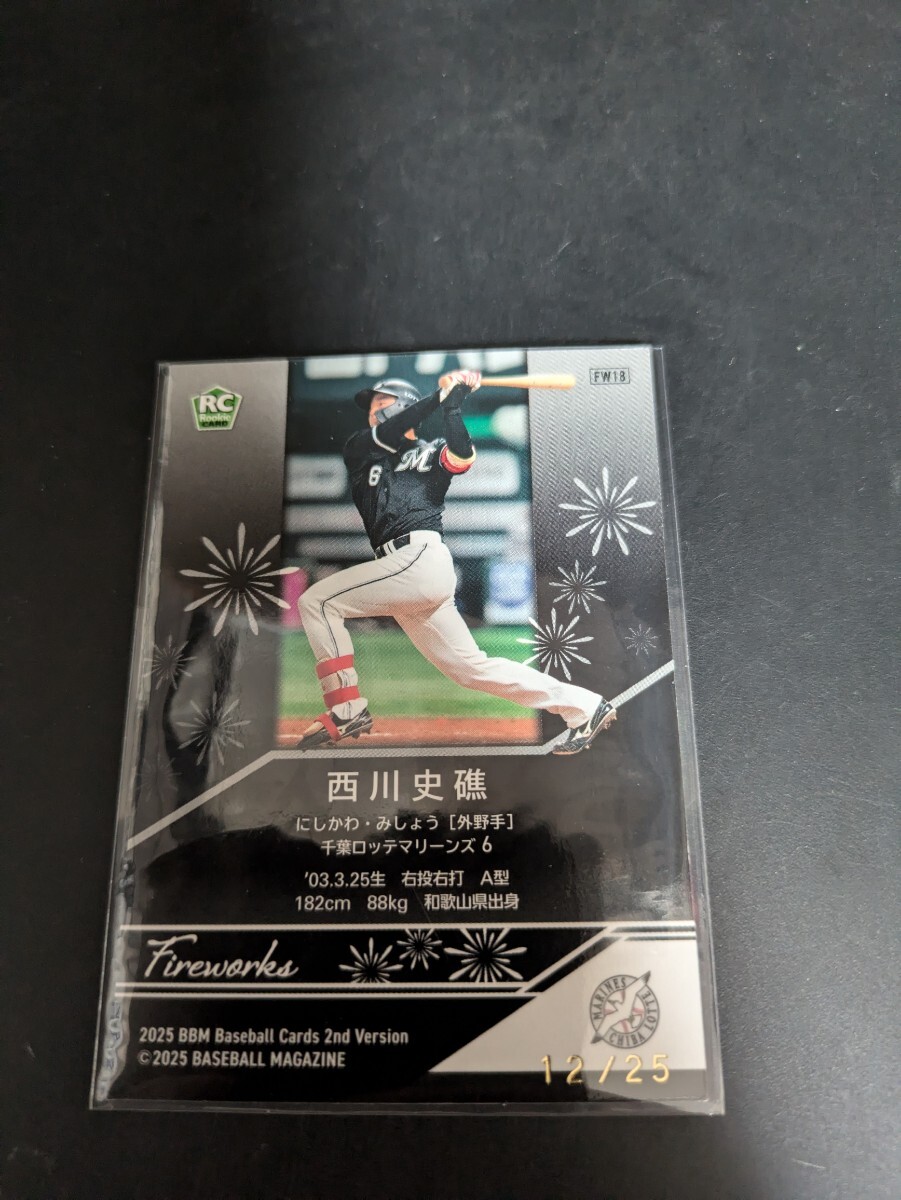 RC
Rookie
CARD
FW18
6 M
西川史礁
にしかわ・みしょう [外野手]
千葉ロッテマリーンズ 6
'03.3.25生 右投右打 A型
182cm 88kg 和歌山県出身
Fireworks
MARINES
CHIBA LOTTE
2025 BBM Baseball Cards 2nd Version
©2025 BASEBALL MAGAZINE
12/25